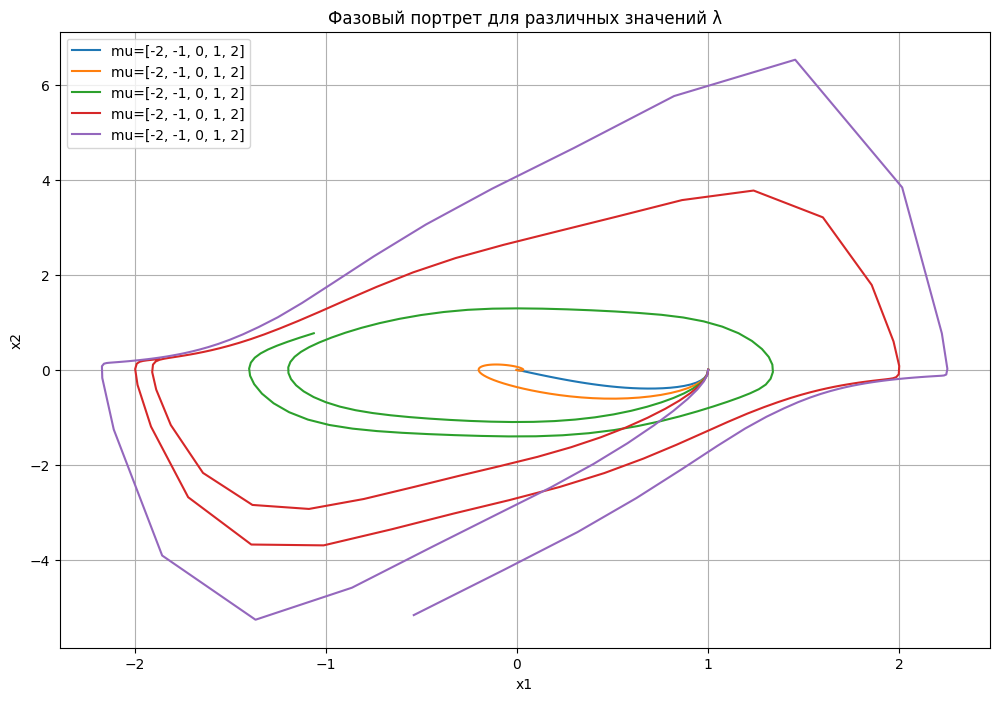 Фазовый портрет для различных значений λ
mu=[-2, -1, 0, 1, 2]
mu=[-2, -1, 0, 1, 2]
mu=[-2, -1, 0, 1, 2]
mu=[-2, -1, 0, 1, 2]
mu=[-2, -1, 0, 1, 2]
6
4
2
0
−2
−4
x2
−2
−1
0
1
2
x1